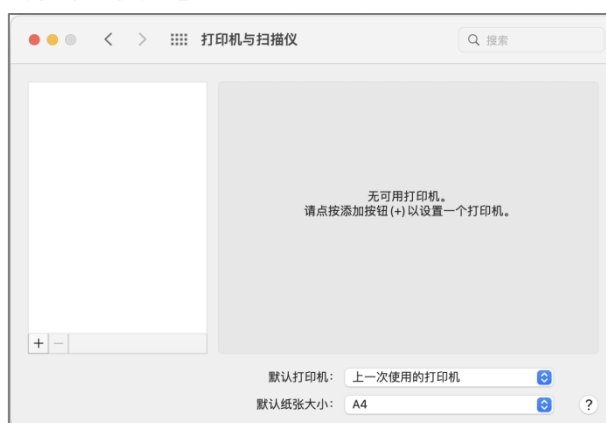 打印机与扫描仪
搜索
无可用打印机。
请点按添加按钮(+)以设置一个打印机。
+ −
默认打印机： 上一次使用的打印机
默认纸张大小： A4
?